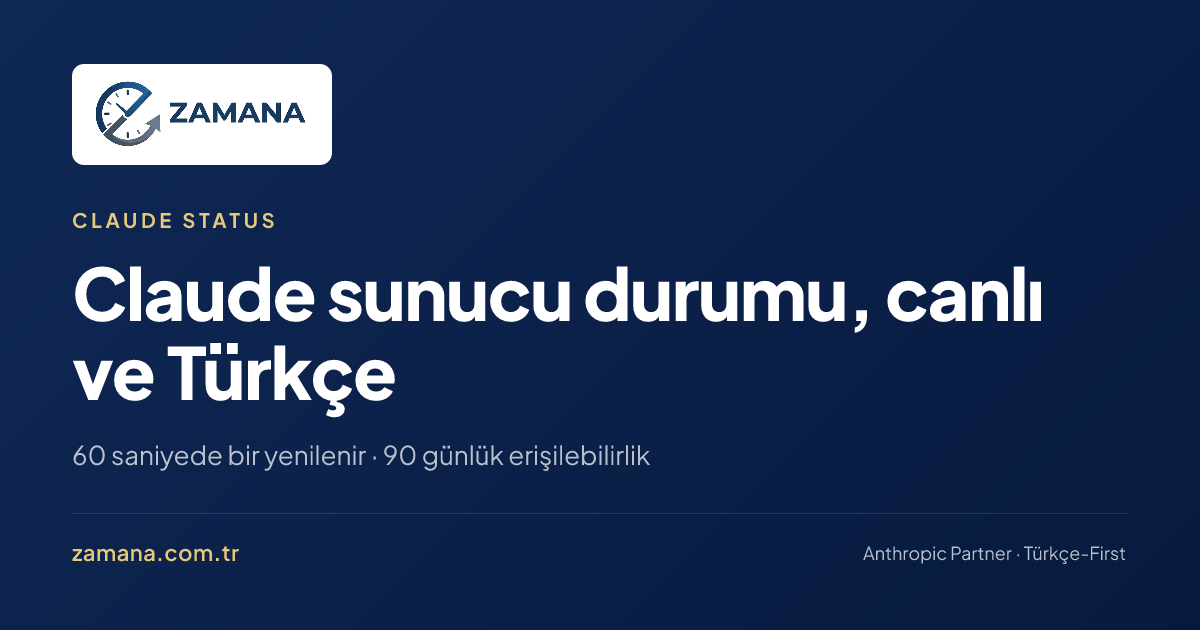 ZAMANA
CLAUDE STATUS
Claude sunucu durumu, canlı
ve Türkçe
60 saniyede bir yenilenir · 90 günlük erişilebilirlik
zamana.com.tr
Anthropic Partner · Türkçe-First